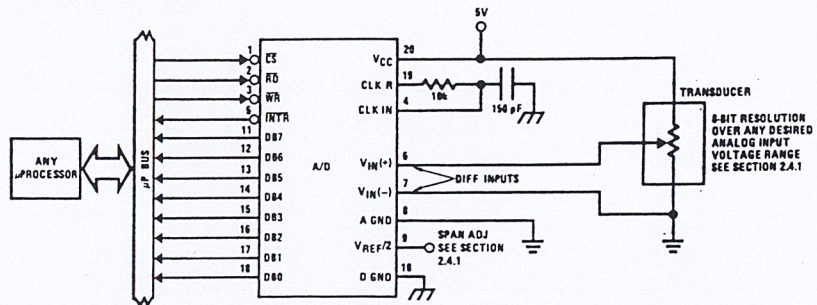 5V
1 CS
2 RD
3 WR
5 INTR
11 DB7
12 DB6
13 DB5
14 DB4
15 DB3
16 DB2
17 DB1
18 DB0
ANY
µPROCESSOR
µP BUS
A/D
VCC 20
CLK R 19
10k
CLK IN 4
150 pF
VIN(+) 6
DIFF INPUTS
VIN(−) 7
A GND 8
VREF/2 9
SPAN ADJ
SEE SECTION
2.4.1
D GND 10
TRANSDUCER
8-BIT RESOLUTION
OVER ANY DESIRED
ANALOG INPUT
VOLTAGE RANGE
SEE SECTION 2.4.1